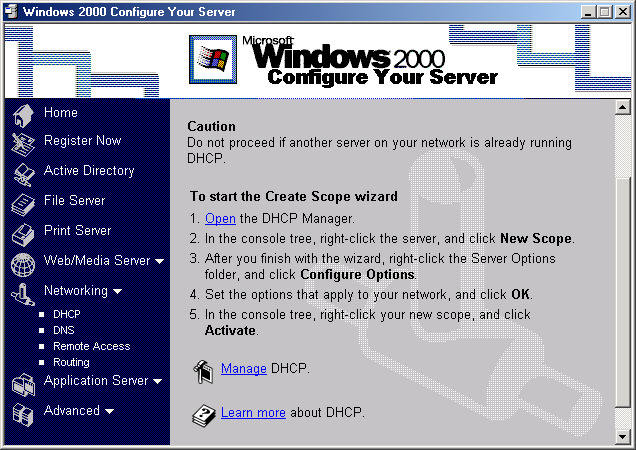 Windows 2000 Configure Your Server
Microsoft
Windows 2000
Configure Your Server
Home
Register Now
Active Directory
File Server
Print Server
Web/Media Server
Networking
DHCP
DNS
Remote Access
Routing
Application Server
Advanced
Caution
Do not proceed if another server on your network is already running
DHCP.
To start the Create Scope wizard
1. Open the DHCP Manager.
2. In the console tree, right-click the server, and click New Scope.
3. After you finish with the wizard, right-click the Server Options
folder, and click Configure Options.
4. Set the options that apply to your network, and click OK.
5. In the console tree, right-click your new scope, and click
Activate.
Manage DHCP.
Learn more about DHCP.